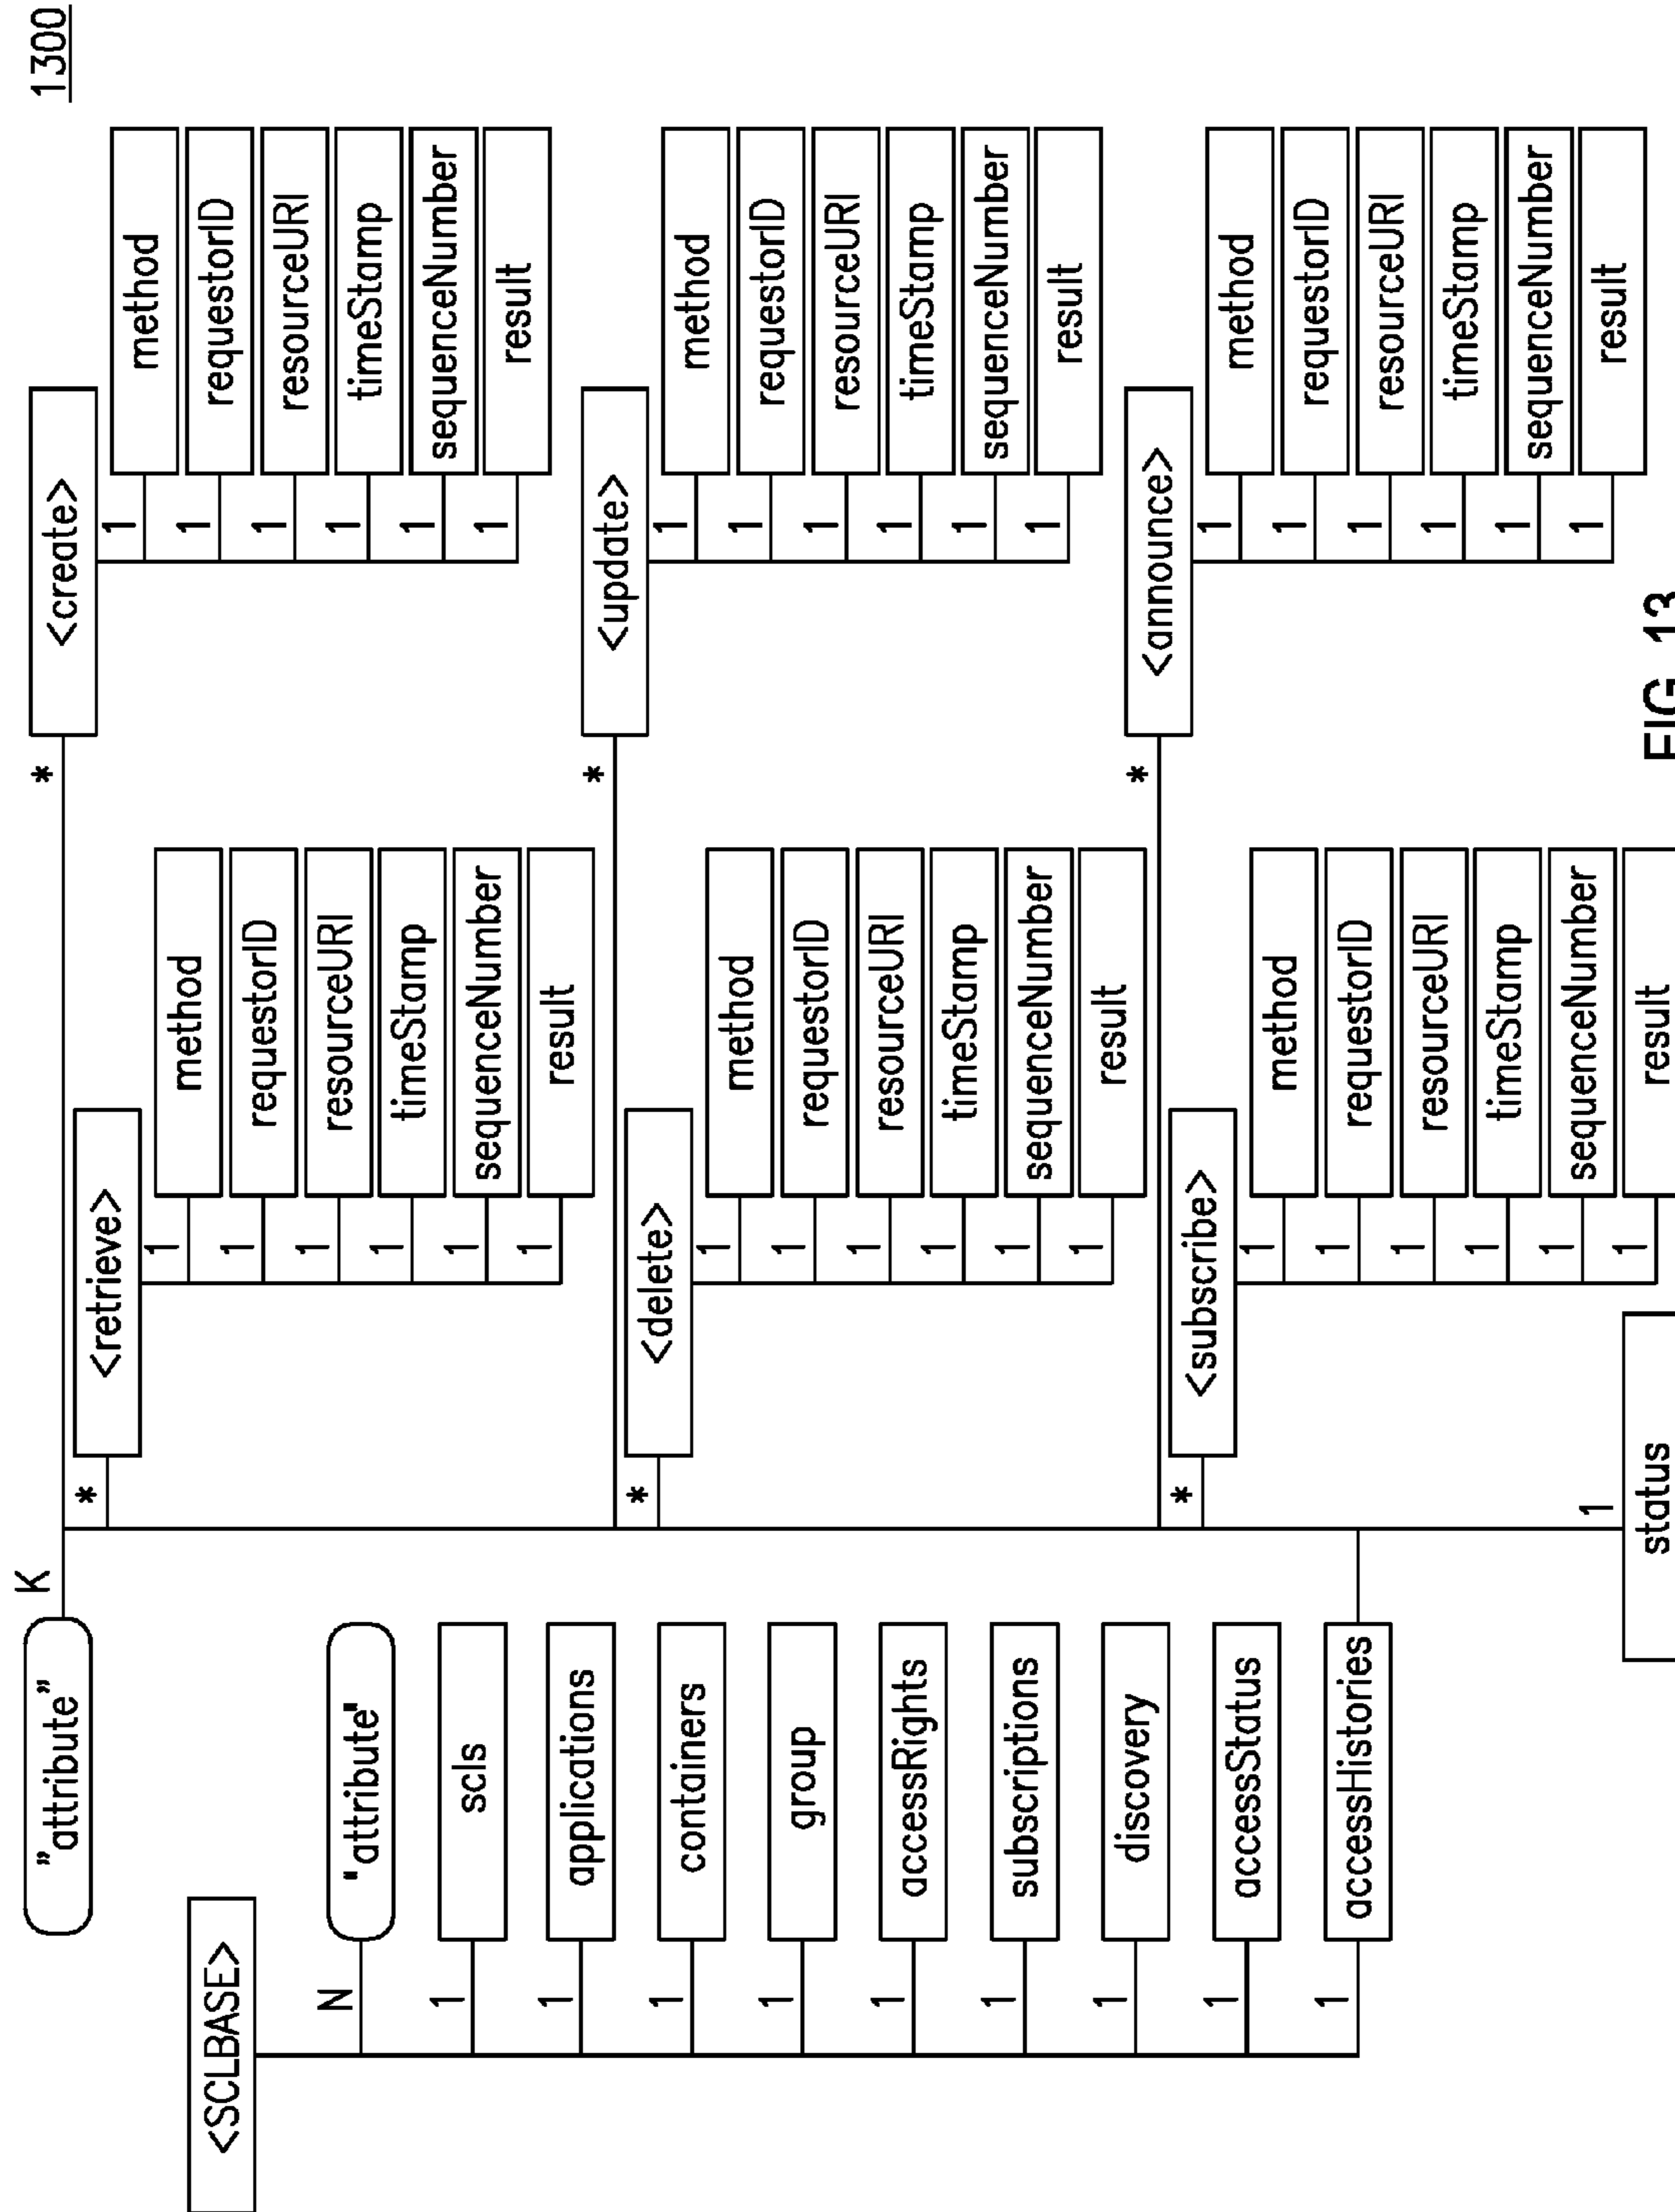 1300
"attribute"
K
<SCLBASE>
N
"attribute"
1
scls
1
applications
1
containers
1
group
1
accessRights
1
subscriptions
1
discovery
1
accessStatus
1
accessHistories
*
<retrieve>
1
method
1
requestorID
1
resourceURI
1
timeStamp
1
sequenceNumber
1
result
*
<create>
1
method
1
requestorID
1
resourceURI
1
timeStamp
1
sequenceNumber
1
result
*
<delete>
1
method
1
requestorID
1
resourceURI
1
timeStamp
1
sequenceNumber
1
result
*
<update>
1
method
1
requestorID
1
resourceURI
1
timeStamp
1
sequenceNumber
1
result
*
<subscribe>
1
method
1
requestorID
1
resourceURI
1
timeStamp
1
sequenceNumber
1
result
*
<announce>
1
method
1
requestorID
1
resourceURI
1
timeStamp
1
sequenceNumber
1
result
1
status
FIG. 13